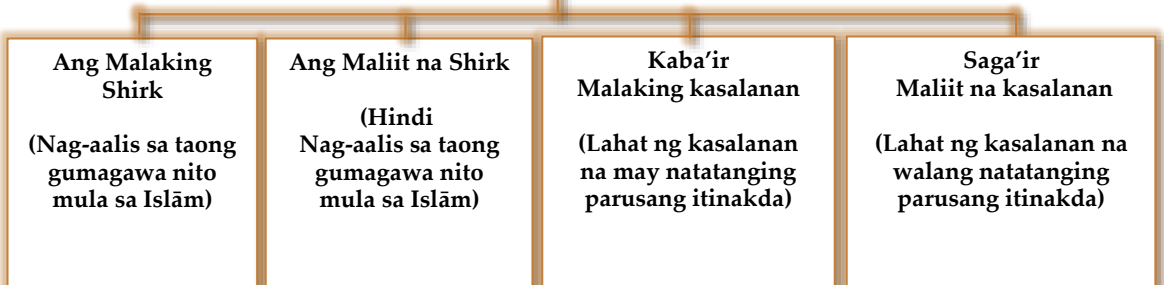 Ang Malaking
Shirk
(Nag-aalis sa taong
gumagawa nito
mula sa Islām)
Ang Maliit na Shirk
(Hindi
Nag-aalis sa taong
gumagawa nito
mula sa Islām)
Kaba’ir
Malaking kasalanan
(Lahat ng kasalanan
na may natatanging
parusang itinakda)
Saga’ir
Maliit na kasalanan
(Lahat ng kasalanan na
walang natatanging
parusang itinakda)